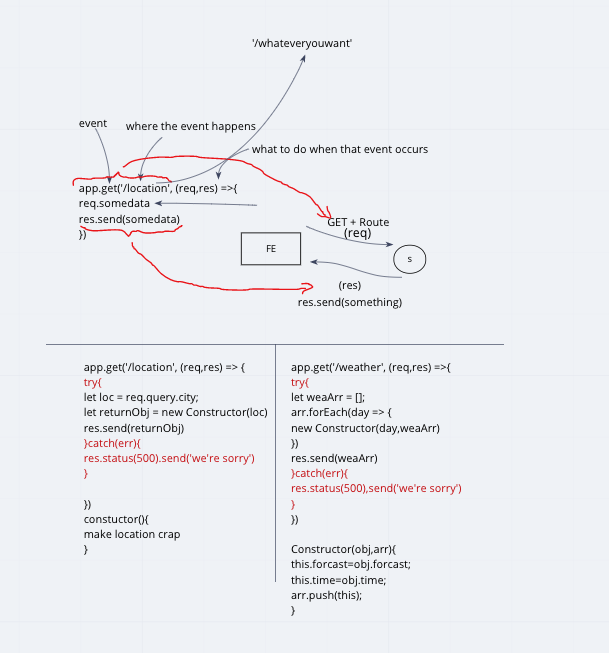 '/whateveryouwant'
event
where the event happens
what to do when that event occurs
app.get('/location', (req,res) =>{
req.somedata
res.send(somedata)
})
GET + Route
(req)
FE
s
(res)
res.send(something)
app.get('/location', (req,res) => {
try{
let loc = req.query.city;
let returnObj = new Constructor(loc)
res.send(returnObj)
}catch(err){
res.status(500).send('we're sorry')
}
})
constuctor(){
make location crap
}
app.get('/weather', (req,res) =>{
try{
let weaArr = [];
arr.forEach(day => {
new Constructor(day,weaArr)
})
res.send(weaArr)
}catch(err){
res.status(500),send('we're sorry')
}
})
Constructor(obj,arr){
this.forcast=obj.forcast;
this.time=obj.time;
arr.push(this);
}